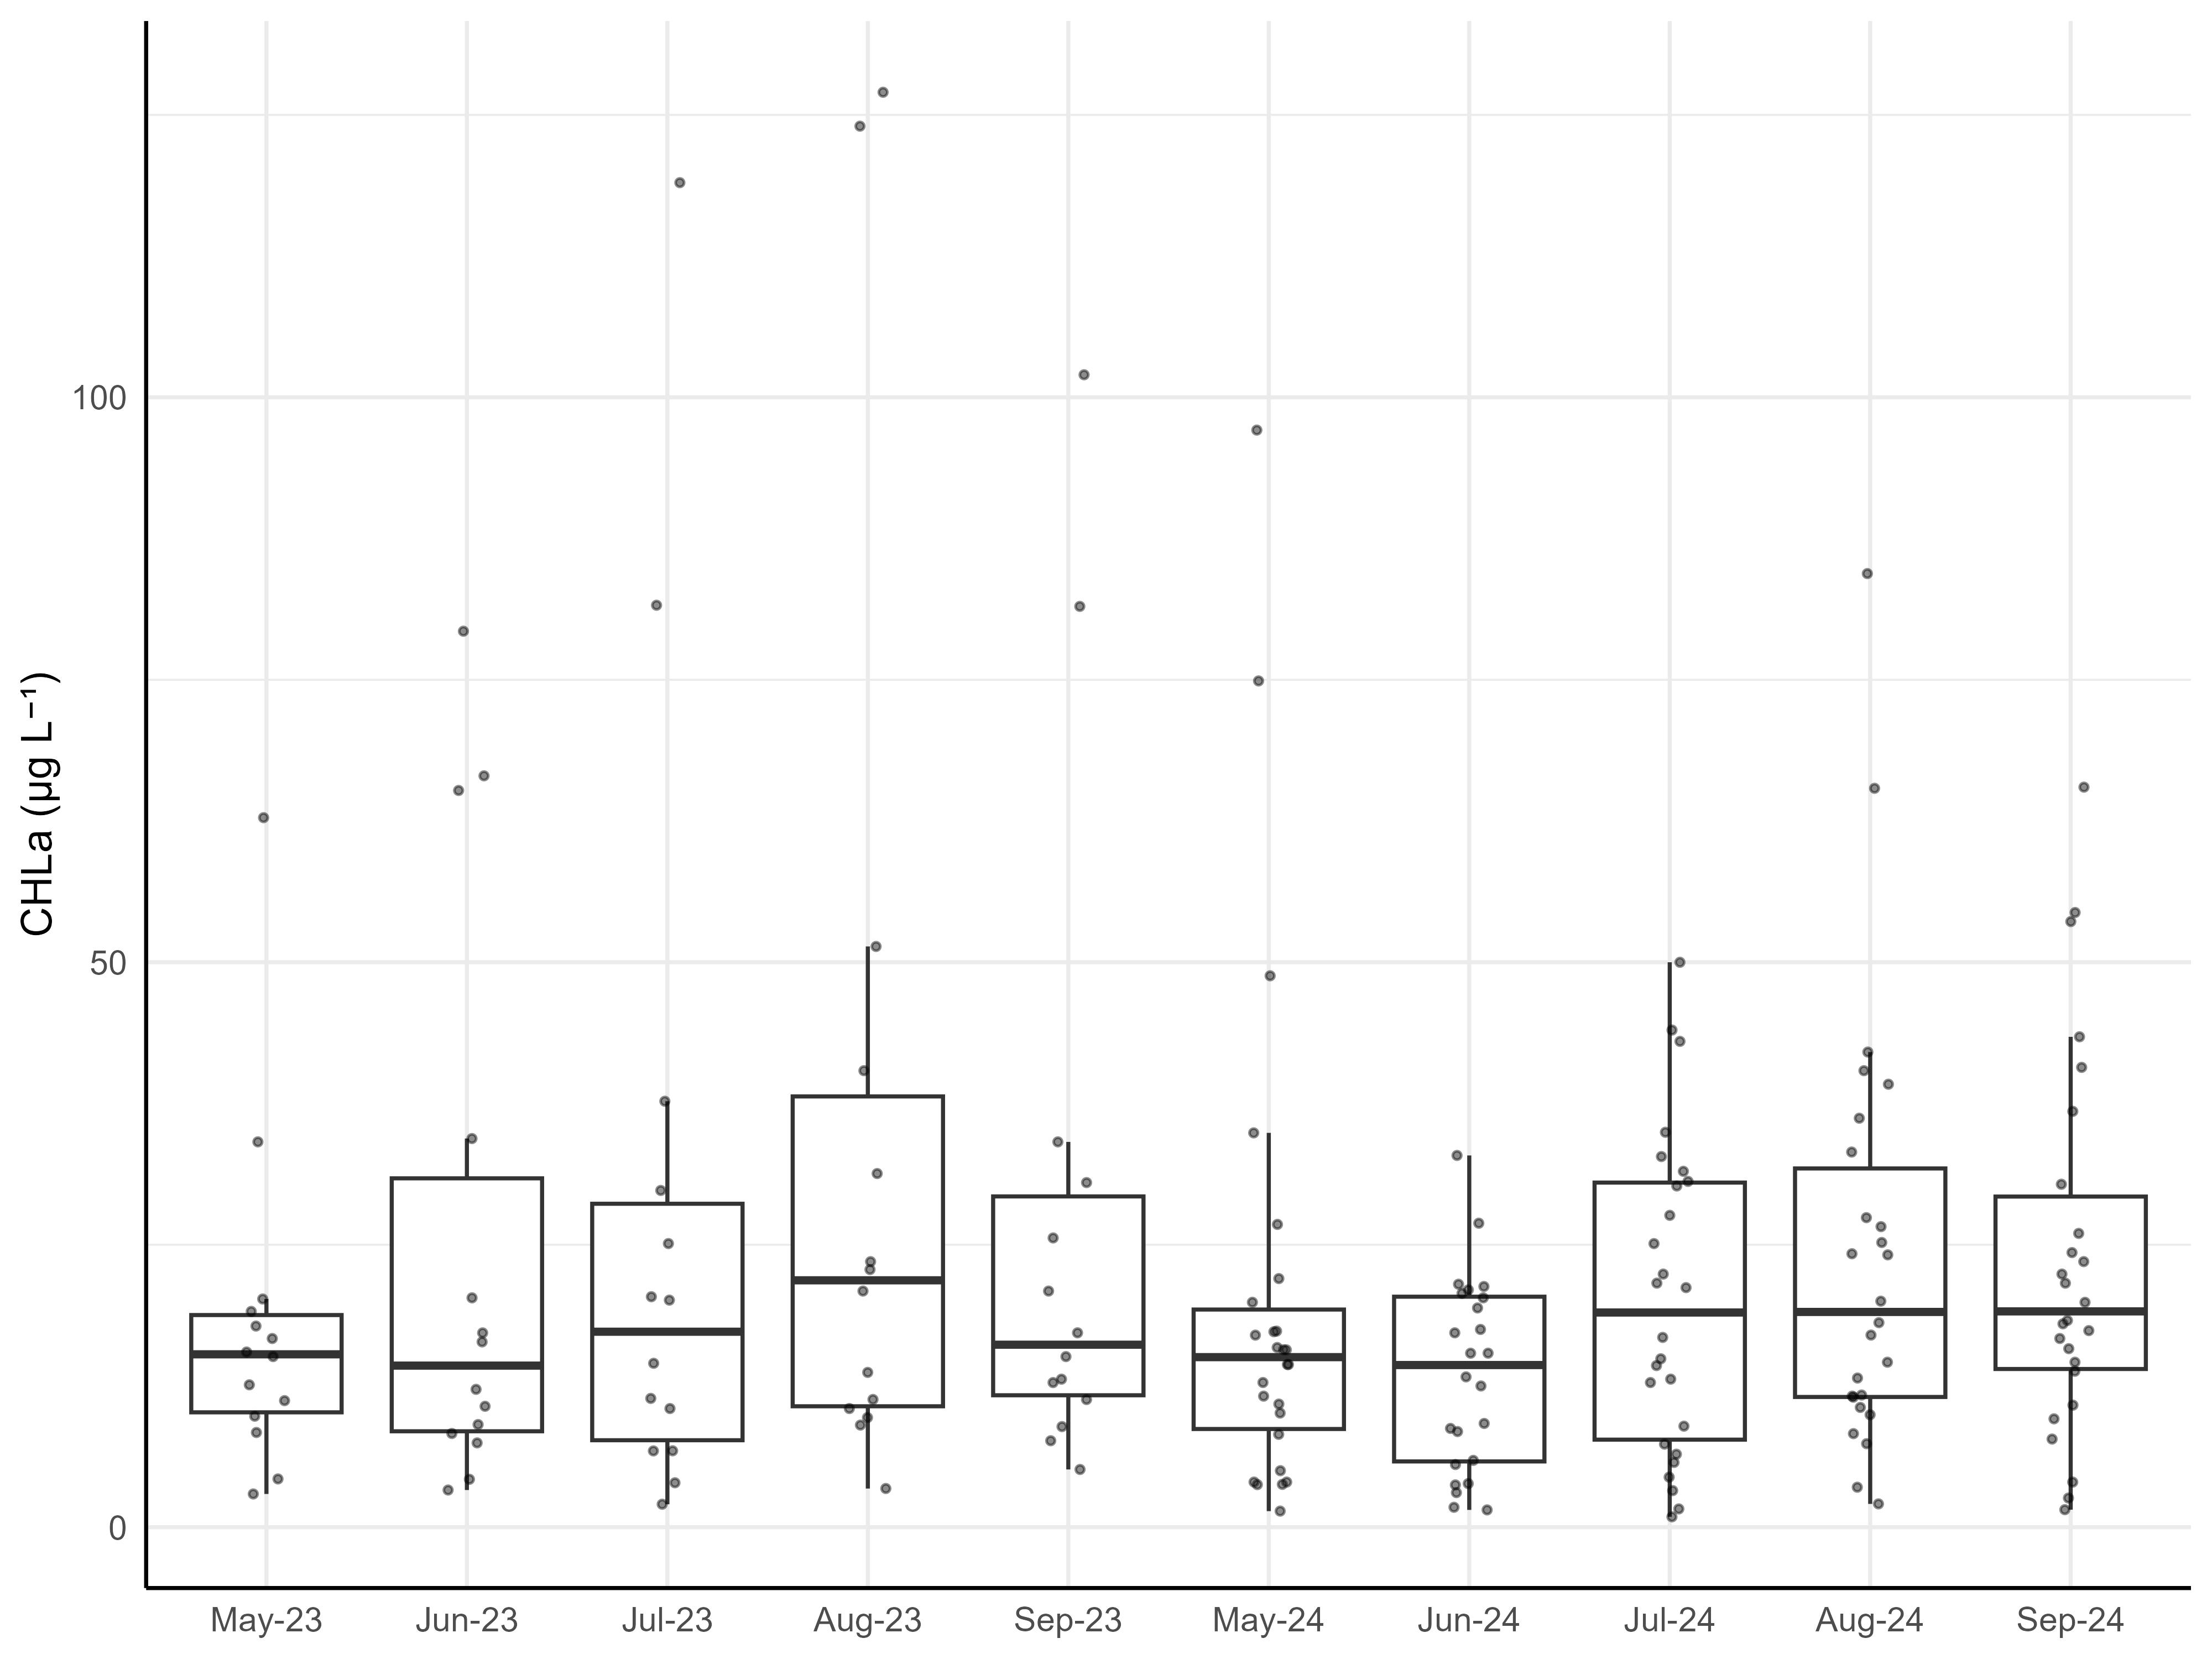 CHLa (µg L⁻¹)
100
50
0
May-23 Jun-23 Jul-23 Aug-23 Sep-23 May-24 Jun-24 Jul-24 Aug-24 Sep-24